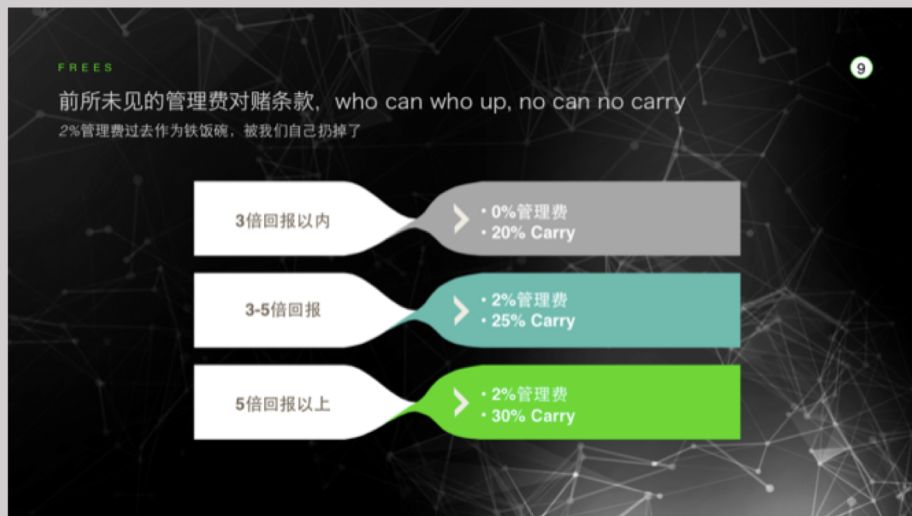 FREES
9
前所未见的管理费对赌条款，who can who up, no can no carry
2%管理费过去作为铁饭碗，被我们自己扔掉了
3倍回报以内
• 0%管理费
• 20% Carry
3-5倍回报
• 2%管理费
• 25% Carry
5倍回报以上
• 2%管理费
• 30% Carry